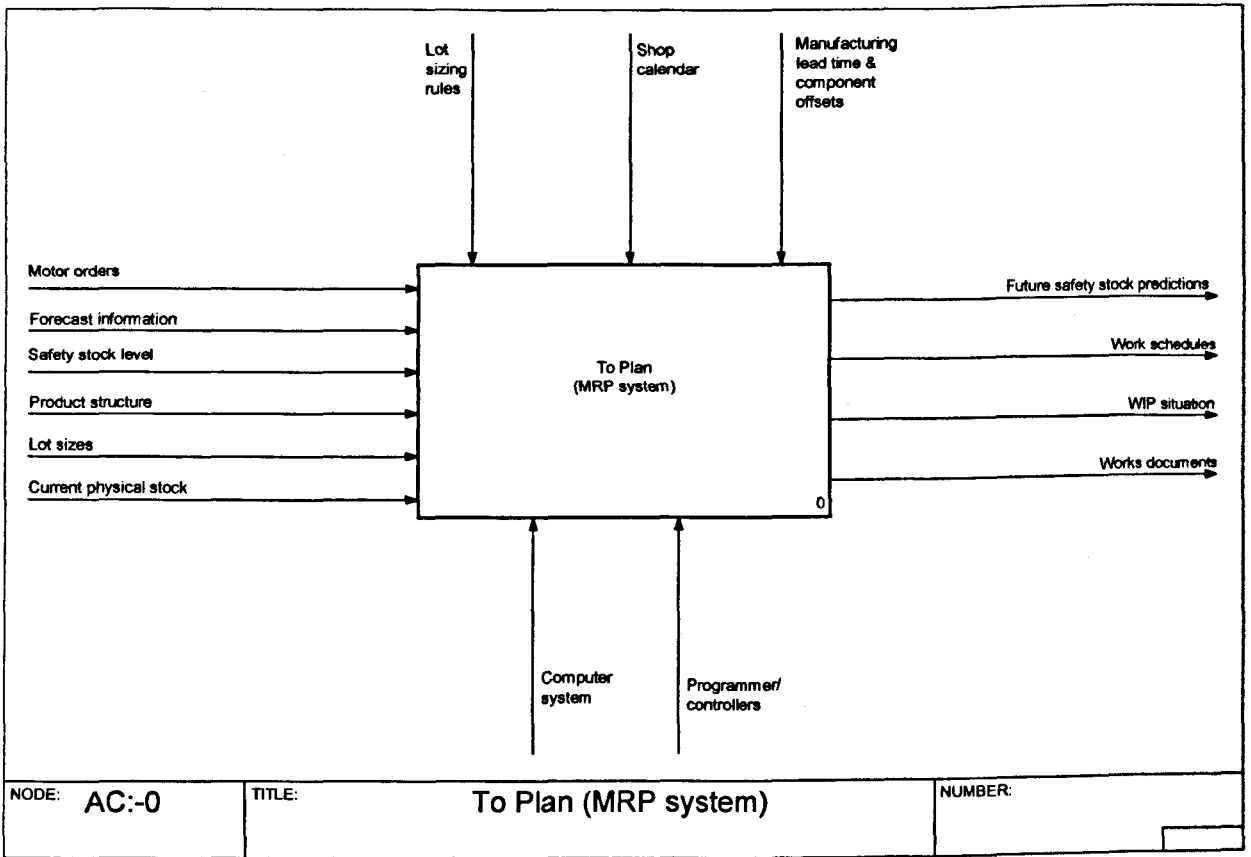 Lot
sizing
rules
Shop
calendar
Manufacturing
lead time &
component
offsets
Motor orders
Forecast information
Safety stock level
Product structure
Lot sizes
Current physical stock
To Plan
(MRP system)
0
Future safety stock predictions
Work schedules
WIP situation
Works documents
Computer
system
Programmer/
controllers
NODE: AC:-0
TITLE: To Plan (MRP system)
NUMBER: